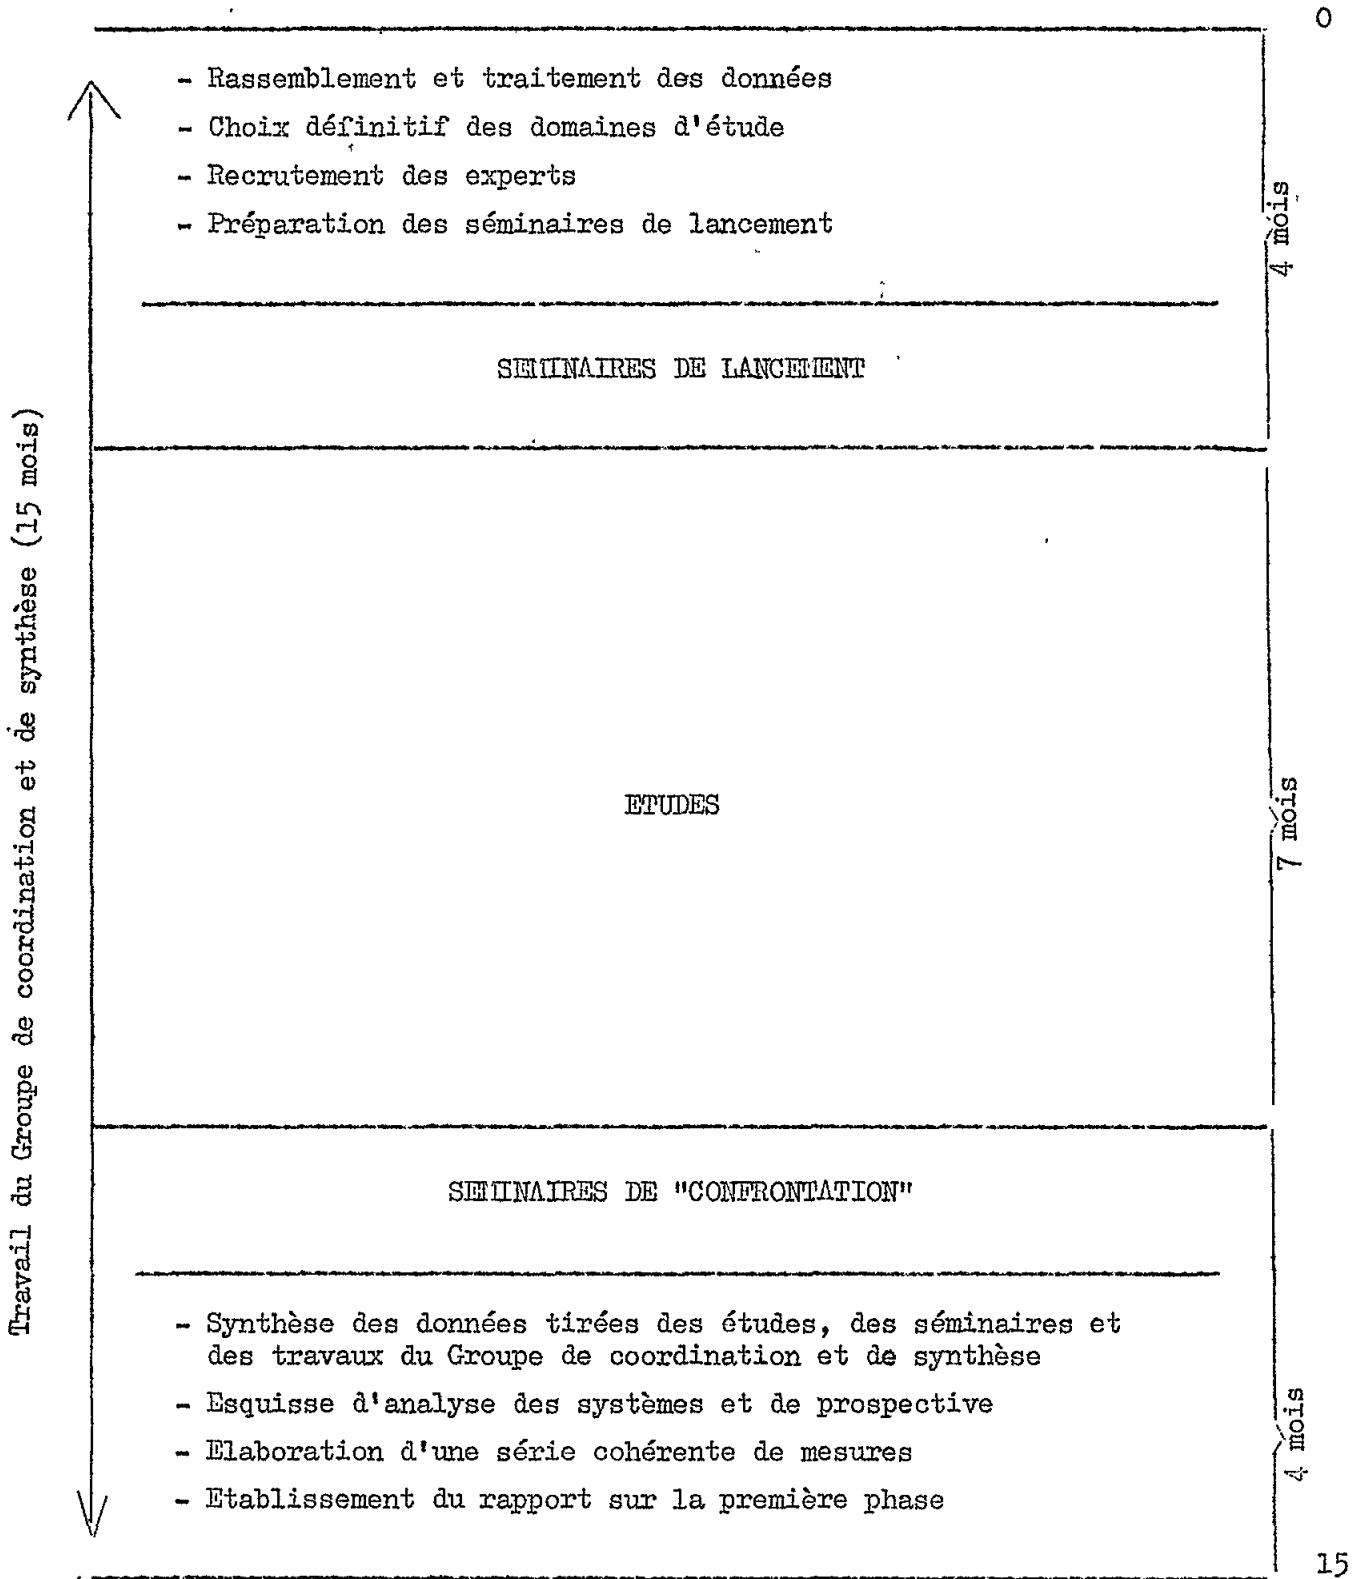 0
- Rassemblement et traitement des données
- Choix définitif des domaines d'étude
- Recrutement des experts
- Préparation des séminaires de lancement
4 mois
SEMINAIRES DE LANCEMENT
Travail du Groupe de coordination et de synthèse (15 mois)
ETUDES
7 mois
SEMINAIRES DE "CONFRONTATION"
- Synthèse des données tirées des études, des séminaires et
des travaux du Groupe de coordination et de synthèse
- Esquisse d'analyse des systèmes et de prospective
- Elaboration d'une série cohérente de mesures
- Etablissement du rapport sur la première phase
4 mois
15